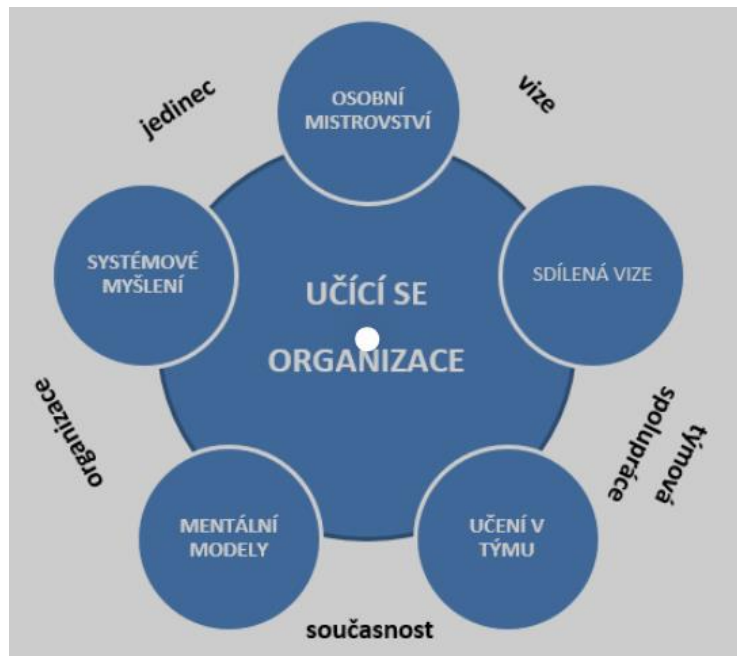 jedinec
OSOBNÍ
MISTROVSTVÍ
vize
SYSTÉMOVÉ
MYŠLENÍ
UČÍCÍ SE
ORGANIZACE
SDÍLENÁ VIZE
organizace
týmová
spolupráce
MENTÁLNÍ
MODELY
UČENÍ V
TÝMU
současnost